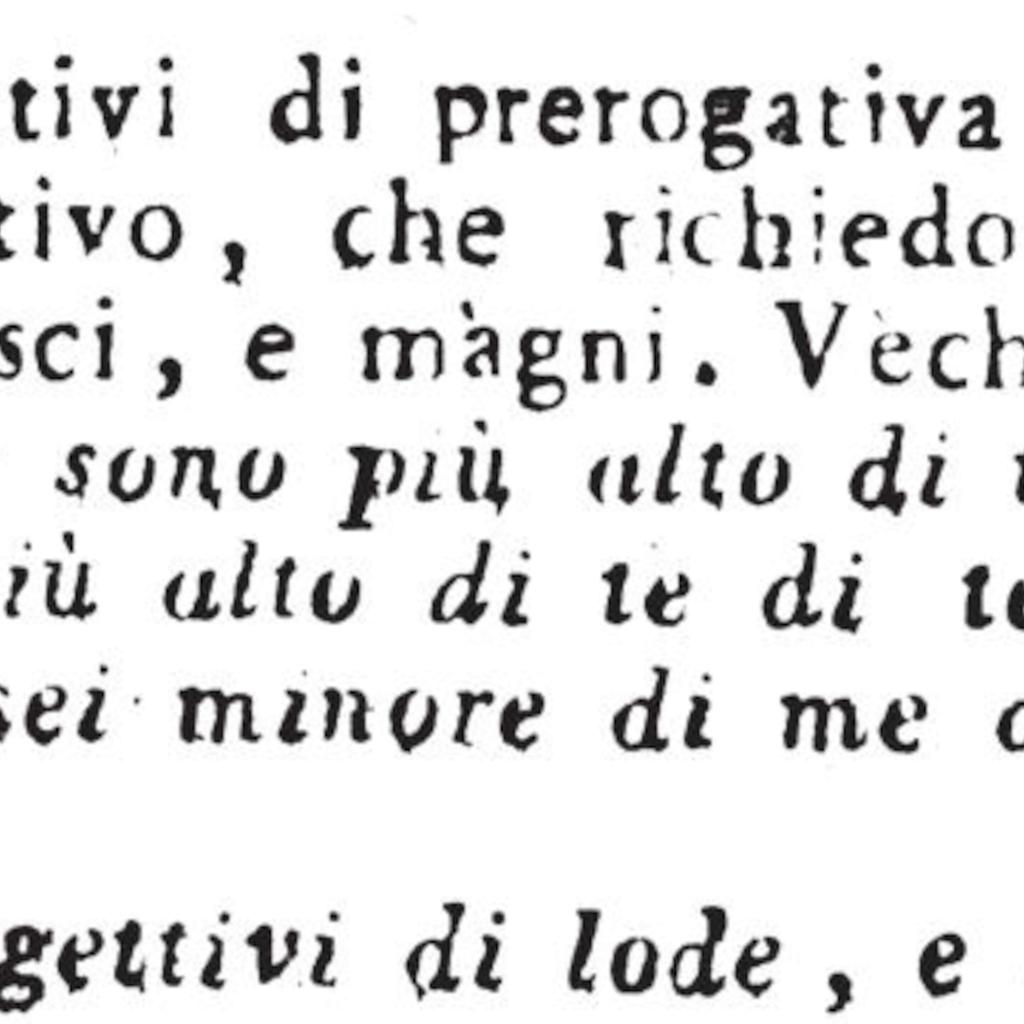 tivi di prerogativa
tivo, che richiedo
sci, e màgni. Vèch
sono più alto di
iù alto di te di te
sei minore di me
gettivi di lode, e